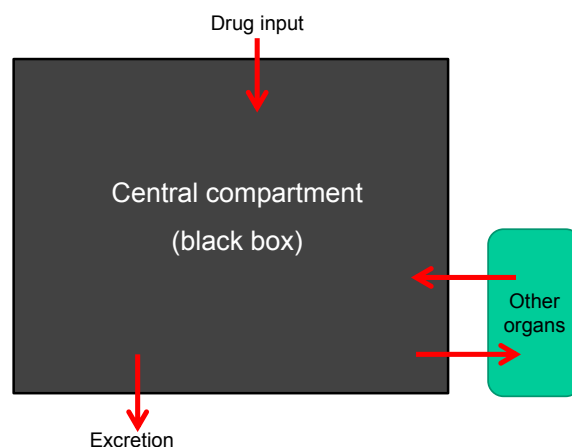 Drug input
Central compartment
(black box)
Other
organs
Excretion